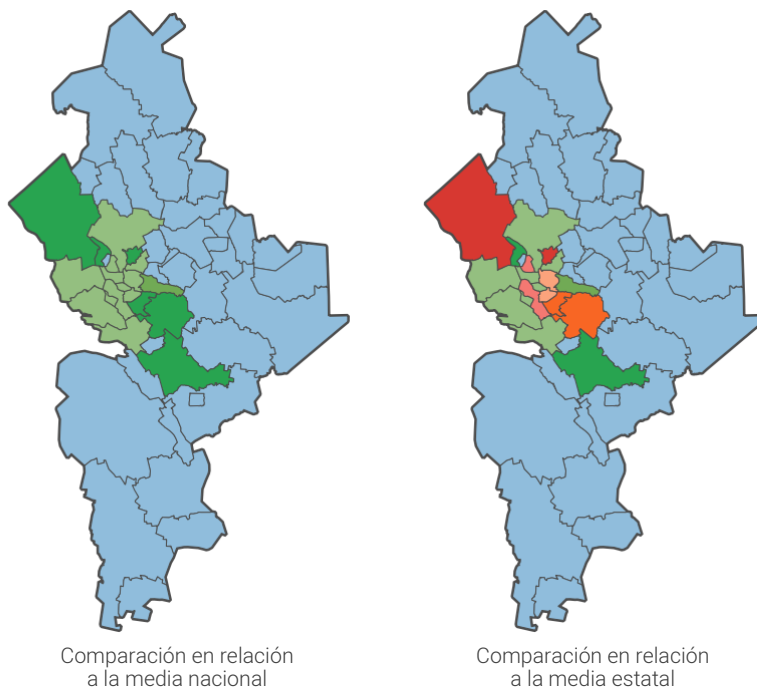 Comparación en relación
a la media nacional
Comparación en relación
a la media estatal